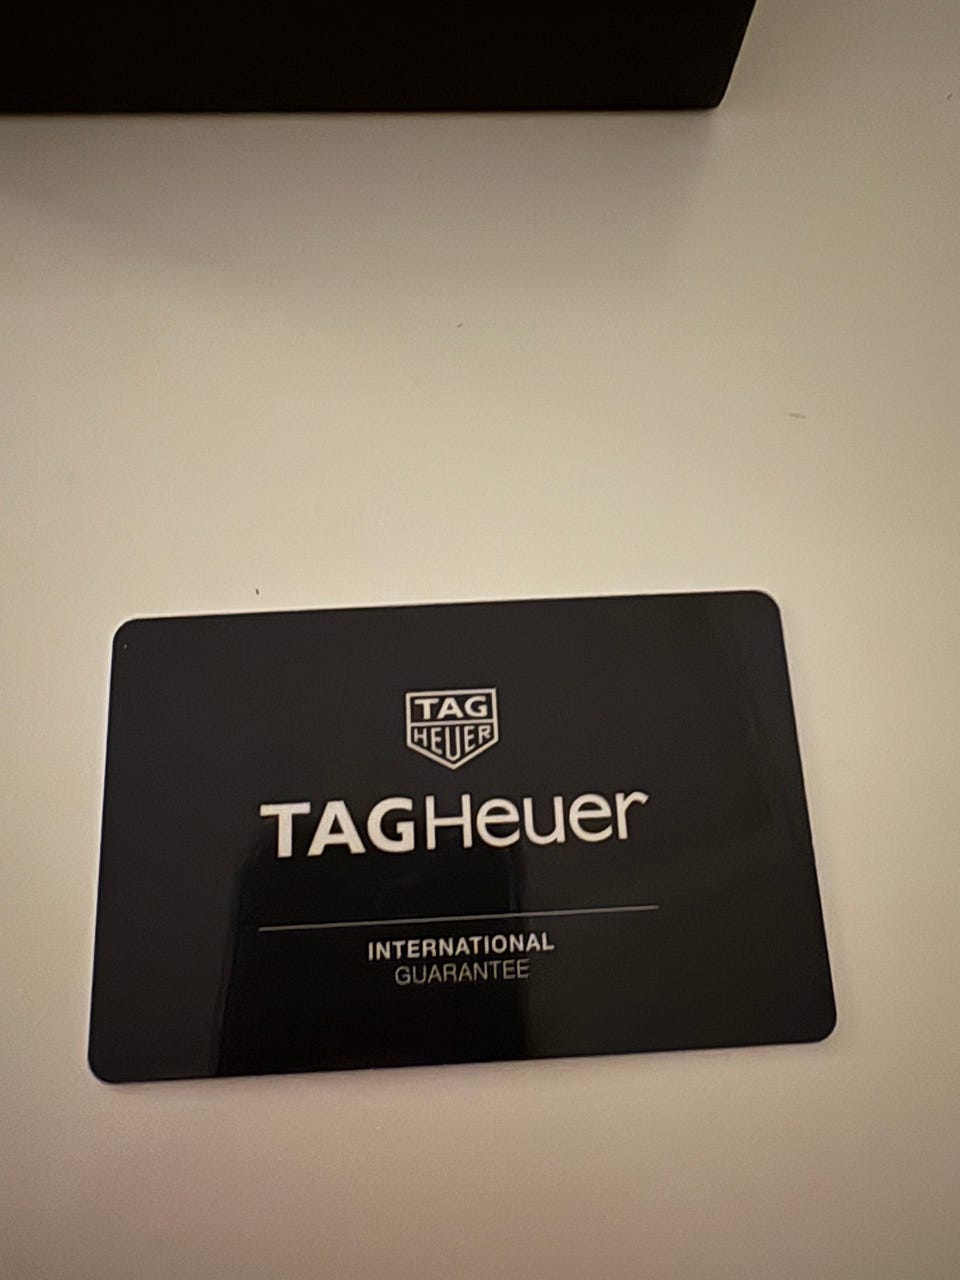 TAG
HEUER
TAGHeuer
INTERNATIONAL
GUARANTEE